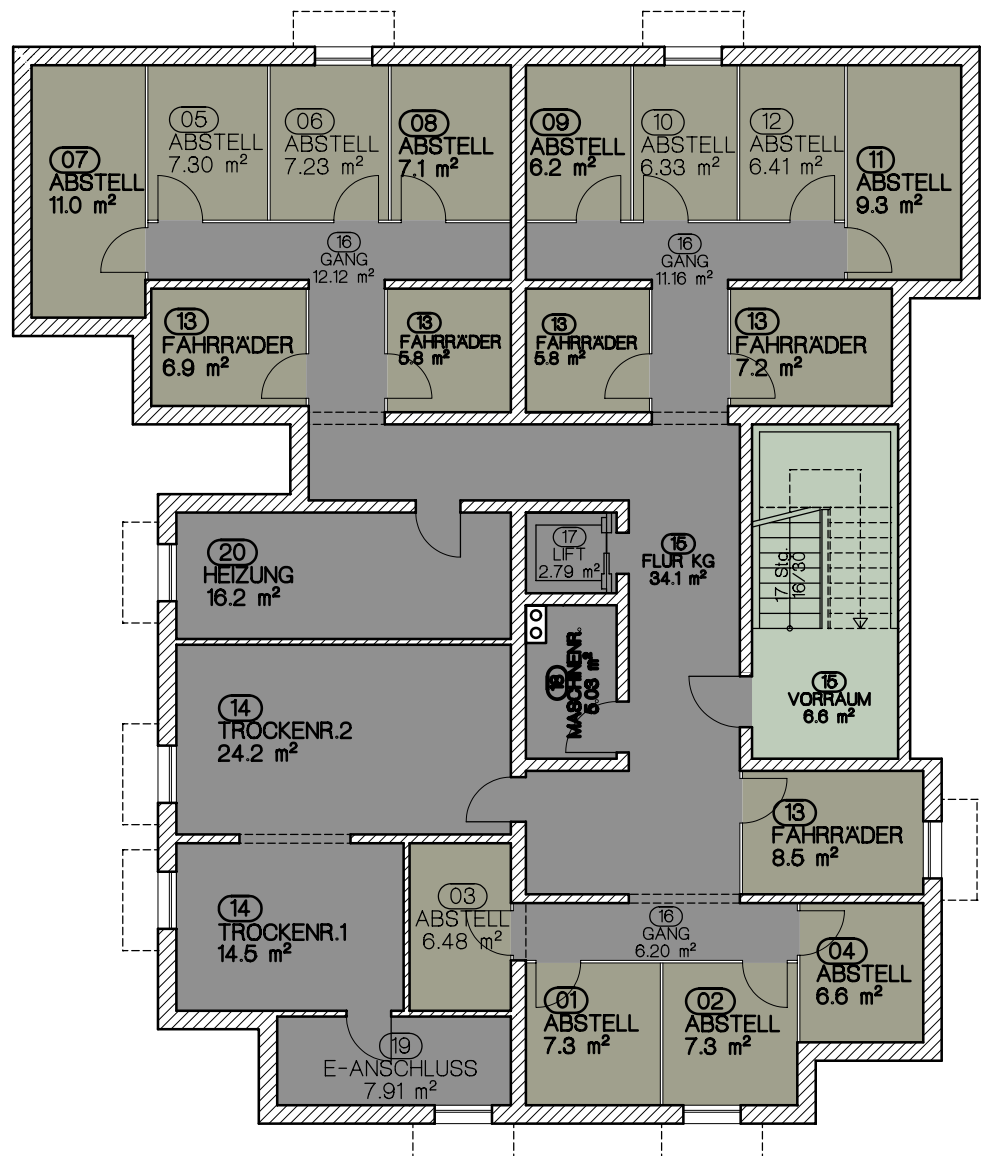 07
ABSTELL
11.0 m²
05
ABSTELL
7.30 m²
06
ABSTELL
7.23 m²
08
ABSTELL
7.1 m²
09
ABSTELL
6.2 m²
10
ABSTELL
6.33 m²
12
ABSTELL
6.41 m²
11
ABSTELL
9.3 m²
16
GANG
12.12 m²
16
GANG
11.16 m²
13
FAHRRÄDER
6.9 m²
13
FAHRRÄDER
5.8 m²
13
FAHRRÄDER
5.8 m²
13
FAHRRÄDER
7.2 m²
20
HEIZUNG
16.2 m²
17
LIFT
2.79 m²
15
FLUR KG
34.1 m²
17 Stg.
16/30
18
MASCHINENR.
5.03 m²
15
VORRAUM
6.6 m²
14
TROCKENR.2
24.2 m²
13
FAHRRÄDER
8.5 m²
14
TROCKENR.1
14.5 m²
03
ABSTELL
6.48 m²
16
GANG
6.20 m²
04
ABSTELL
6.6 m²
01
ABSTELL
7.3 m²
02
ABSTELL
7.3 m²
19
E-ANSCHLUSS
7.91 m²